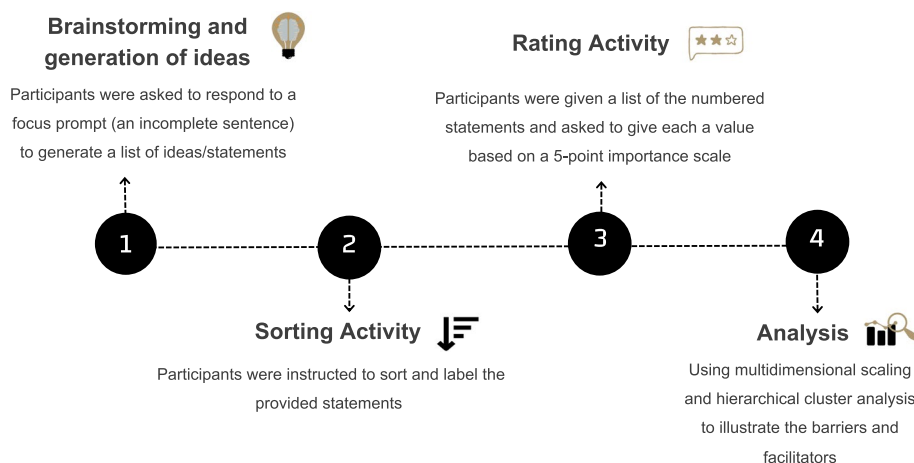 Brainstorming and
generation of ideas
Participants were asked to respond to a
focus prompt (an incomplete sentence)
to generate a list of ideas/statements
Rating Activity
Participants were given a list of the numbered
statements and asked to give each a value
based on a 5-point importance scale
1
2
3
4
Sorting Activity
Participants were instructed to sort and label the
provided statements
Analysis
Using multidimensional scaling
and hierarchical cluster analysis
to illustrate the barriers and
facilitators